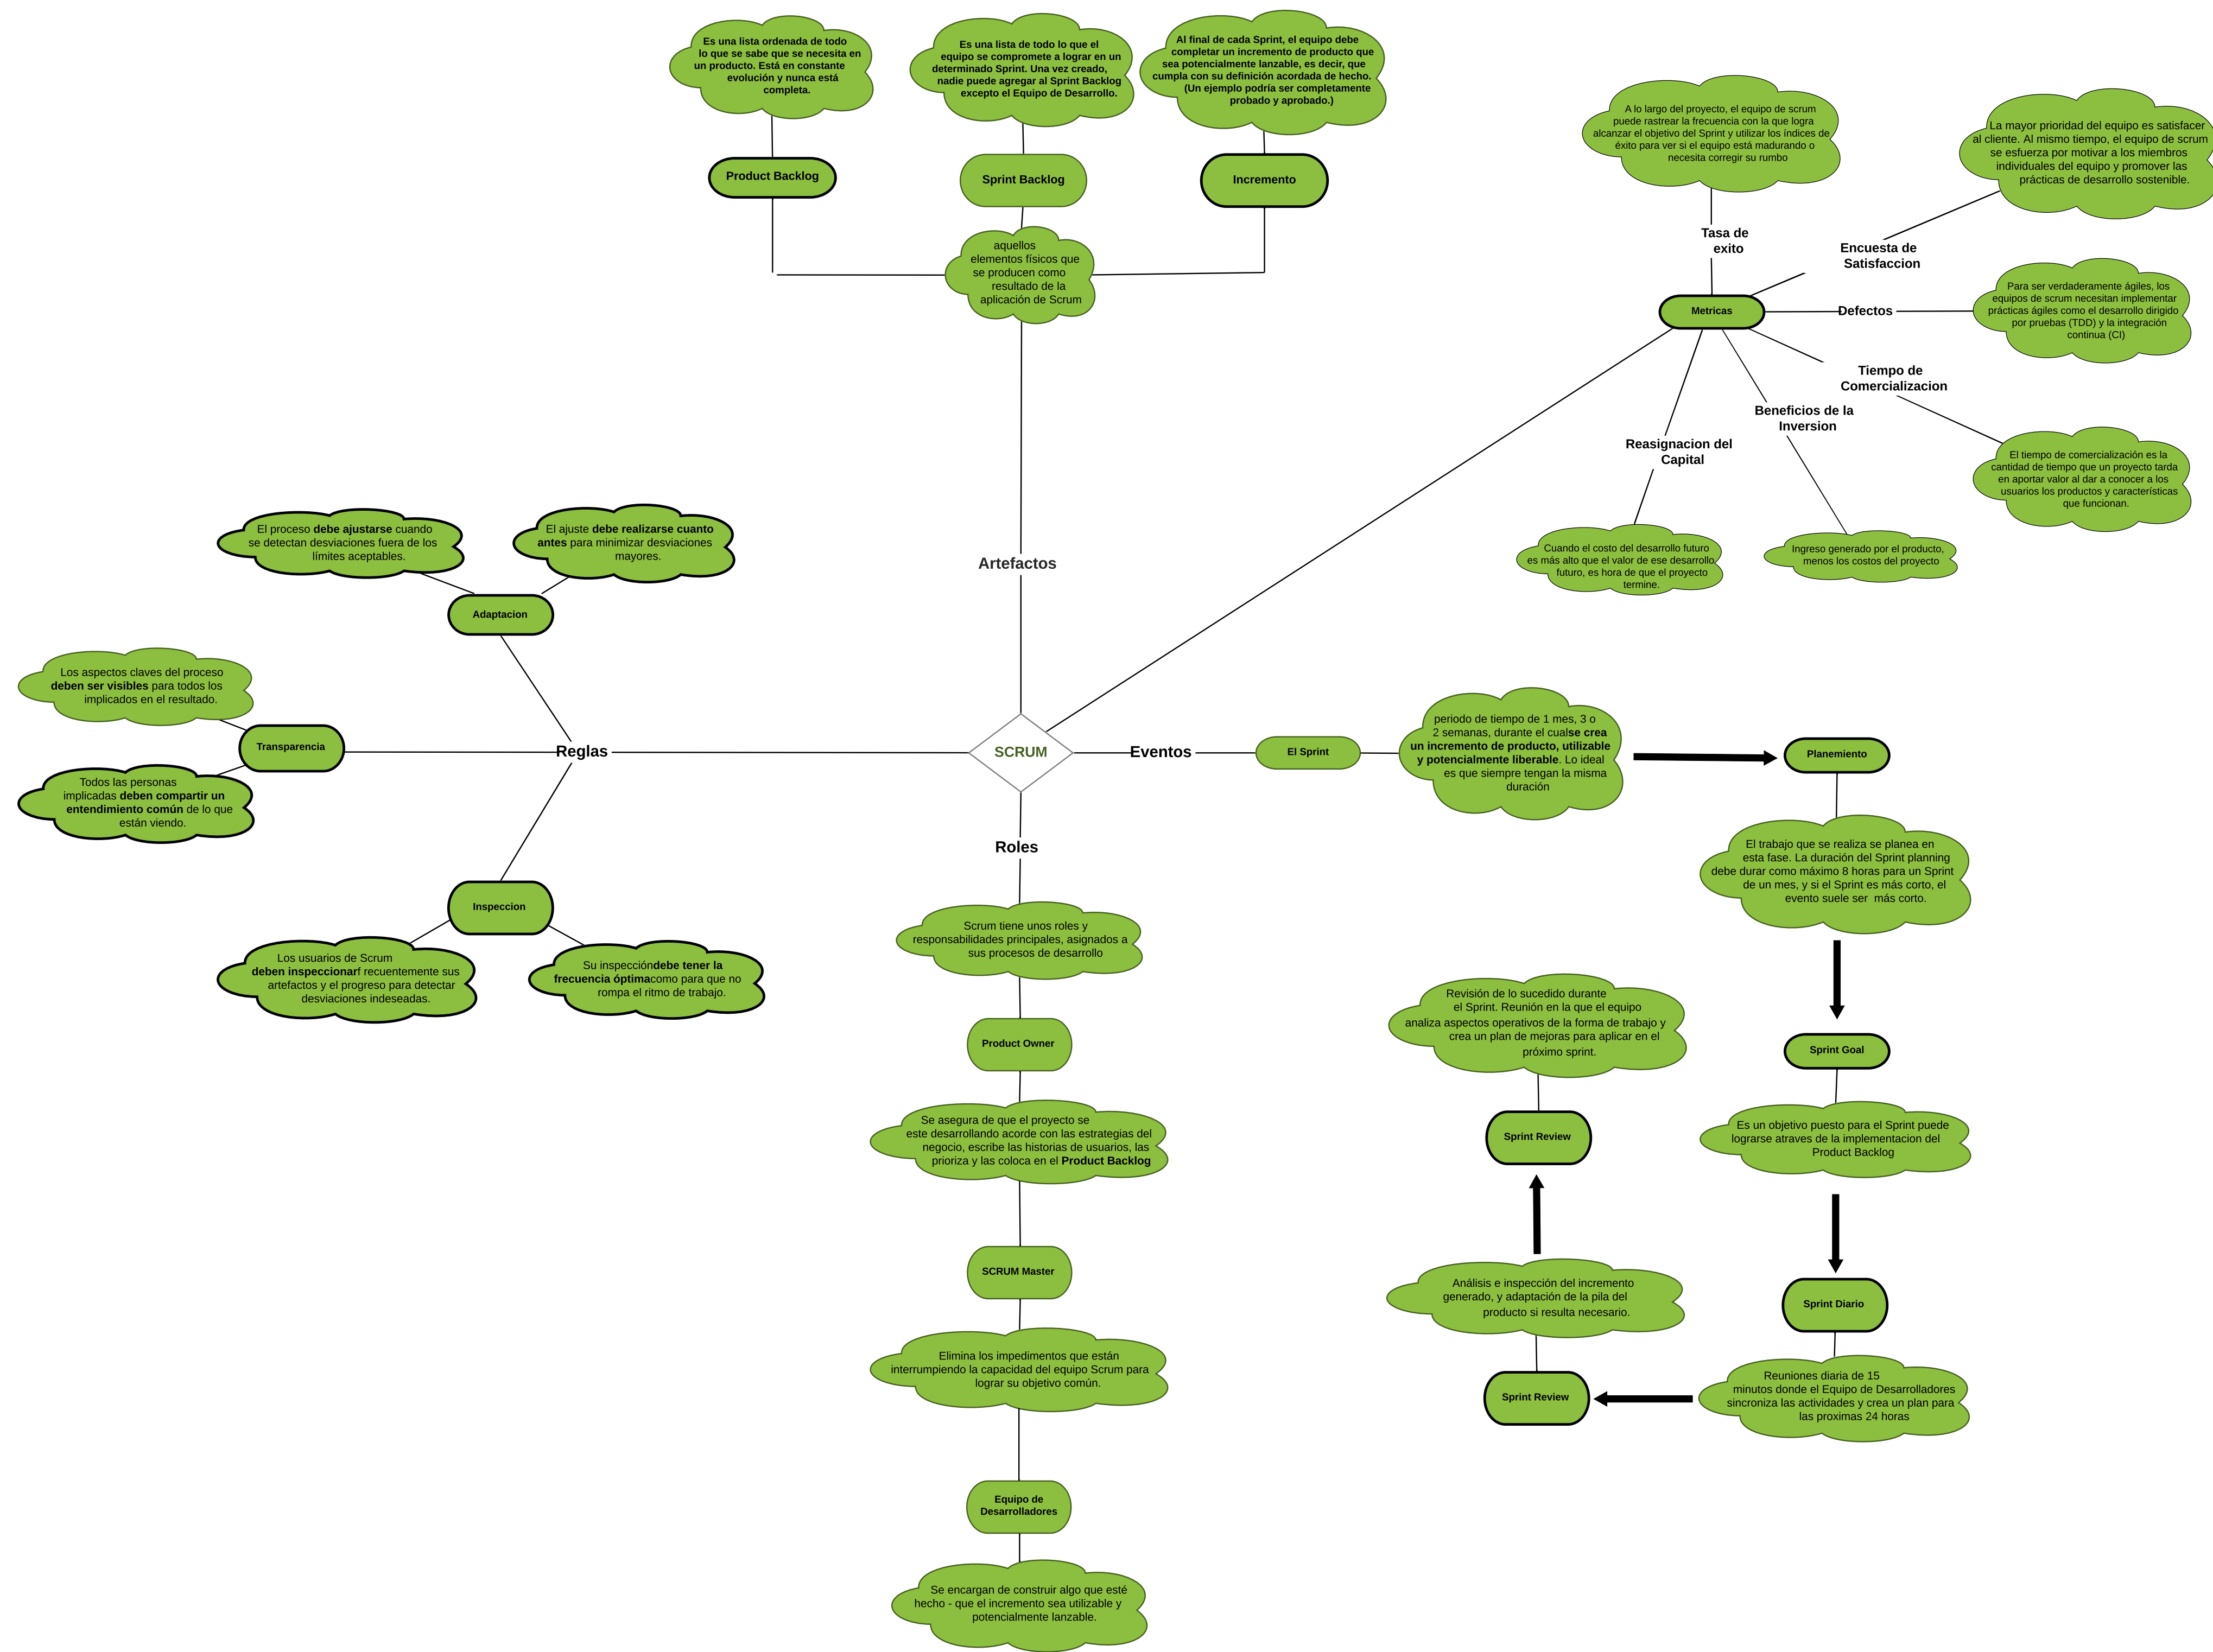 Es una lista ordenada de todo
lo que se sabe que se necesita en
un producto. Está en constante
evolución y nunca está
completa.
Product Backlog
Es una lista de todo lo que el
equipo se compromete a lograr en un
determinado Sprint. Una vez creado,
nadie puede agregar al Sprint Backlog
excepto el Equipo de Desarrollo.
Sprint Backlog
Al final de cada Sprint, el equipo debe
completar un incremento de producto que
sea potencialmente lanzable, es decir, que
cumpla con su definición acordada de hecho.
(Un ejemplo podría ser completamente
probado y aprobado.)
Incremento
aquellos
elementos físicos que
se producen como
resultado de la
aplicación de Scrum
Artefactos
A lo largo del proyecto, el equipo de scrum
puede rastrear la frecuencia con la que logra
alcanzar el objetivo del Sprint y utilizar los índices de
éxito para ver si el equipo está madurando o
necesita corregir su rumbo
Tasa de
exito
La mayor prioridad del equipo es satisfacer
al cliente. Al mismo tiempo, el equipo de scrum
se esfuerza por motivar a los miembros
individuales del equipo y promover las
prácticas de desarrollo sostenible.
Encuesta de
Satisfaccion
Metricas
Defectos
Para ser verdaderamente ágiles, los
equipos de scrum necesitan implementar
prácticas ágiles como el desarrollo dirigido
por pruebas (TDD) y la integración
continua (CI)
Tiempo de
Comercializacion
El tiempo de comercialización es la
cantidad de tiempo que un proyecto tarda
en aportar valor al dar a conocer a los
usuarios los productos y características
que funcionan.
Beneficios de la
Inversion
Ingreso generado por el producto,
menos los costos del proyecto
Reasignacion del
Capital
Cuando el costo del desarrollo futuro
es más alto que el valor de ese desarrollo
futuro, es hora de que el proyecto
termine.
El proceso debe ajustarse cuando
se detectan desviaciones fuera de los
límites aceptables.
El ajuste debe realizarse cuanto
antes para minimizar desviaciones
mayores.
Adaptacion
Los aspectos claves del proceso
deben ser visibles para todos los
implicados en el resultado.
Transparencia
Todos las personas
implicadas deben compartir un
entendimiento común de lo que
están viendo.
Reglas
Inspeccion
Los usuarios de Scrum
deben inspeccionarf recuentemente sus
artefactos y el progreso para detectar
desviaciones indeseadas.
Su inspeccióndebe tener la
frecuencia óptimacomo para que no
rompa el ritmo de trabajo.
SCRUM
Eventos
El Sprint
periodo de tiempo de 1 mes, 3 o
2 semanas, durante el cualse crea
un incremento de producto, utilizable
y potencialmente liberable. Lo ideal
es que siempre tengan la misma
duración
Planemiento
El trabajo que se realiza se planea en
esta fase. La duración del Sprint planning
debe durar como máximo 8 horas para un Sprint
de un mes, y si el Sprint es más corto, el
evento suele ser más corto.
Sprint Goal
Es un objetivo puesto para el Sprint puede
lograrse atraves de la implementacion del
Product Backlog
Sprint Diario
Reuniones diaria de 15
minutos donde el Equipo de Desarrolladores
sincroniza las actividades y crea un plan para
las proximas 24 horas
Sprint Review
Análisis e inspección del incremento
generado, y adaptación de la pila del
producto si resulta necesario.
Sprint Review
Revisión de lo sucedido durante
el Sprint. Reunión en la que el equipo
analiza aspectos operativos de la forma de trabajo y
crea un plan de mejoras para aplicar en el
próximo sprint.
Roles
Scrum tiene unos roles y
responsabilidades principales, asignados a
sus procesos de desarrollo
Product Owner
Se asegura de que el proyecto se
este desarrollando acorde con las estrategias del
negocio, escribe las historias de usuarios, las
prioriza y las coloca en el Product Backlog
SCRUM Master
Elimina los impedimentos que están
interrumpiendo la capacidad del equipo Scrum para
lograr su objetivo común.
Equipo de
Desarrolladores
Se encargan de construir algo que esté
hecho - que el incremento sea utilizable y
potencialmente lanzable.